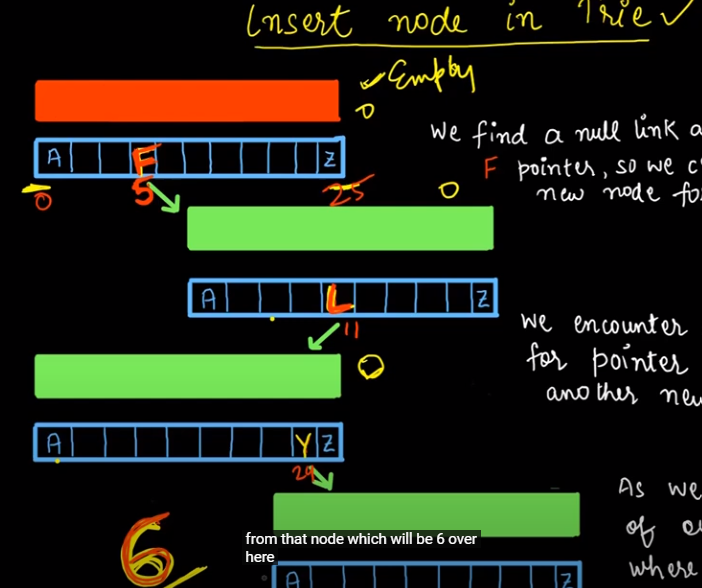 Insert node in Trie ✓
✓ Empty
0
A F Z
0 5 25
We find a null link a
F pointer, so we c
new node fo
0
A L Z
11
We encounter
for pointer
another new
0
A Y Z
24
As we
of
where
6
from that node which will be 6 over
here
A Z